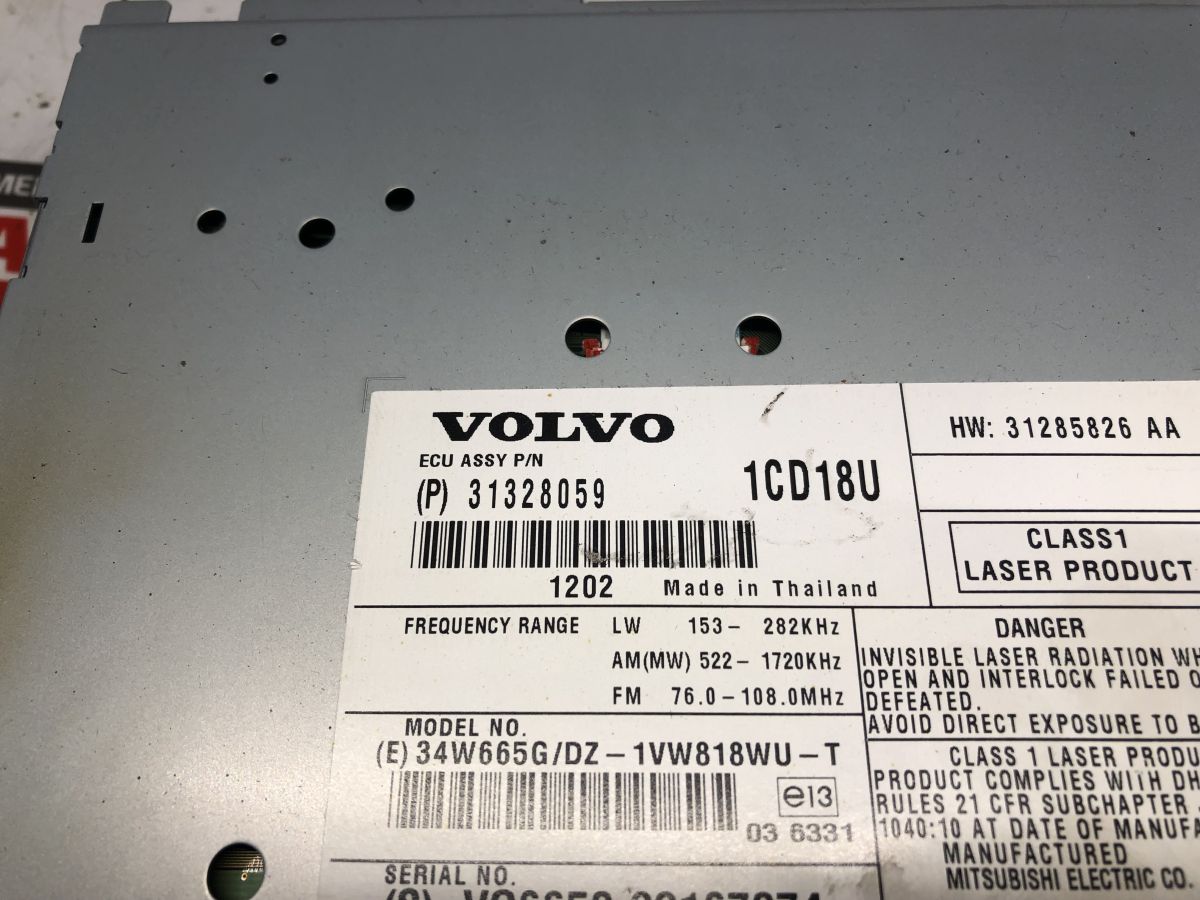 VOLVO
ECU ASSY P/N
(P) 31328059
1CD18U
1202 Made in Thailand
HW: 31285826 AA
CLASS1
LASER PRODUCT
FREQUENCY RANGE LW 153- 282KHz
AM(MW) 522- 1720KHz
FM 76.0-108.0MHz
DANGER
INVISIBLE LASER RADIATION WH
OPEN AND INTERLOCK FAILED O
DEFEATED.
AVOID DIRECT EXPOSURE TO B
MODEL NO.
(E) 34W665G/DZ-1VW818WU-T
e13
03 6331
CLASS 1 LASER PRODU
PRODUCT COMPLIES WITH DH
RULES 21 CFR SUBCHAPTER
1040:10 AT DATE OF MANUFA
MANUFACTURED
MITSUBISHI ELECTRIC CO.
SERIAL NO.